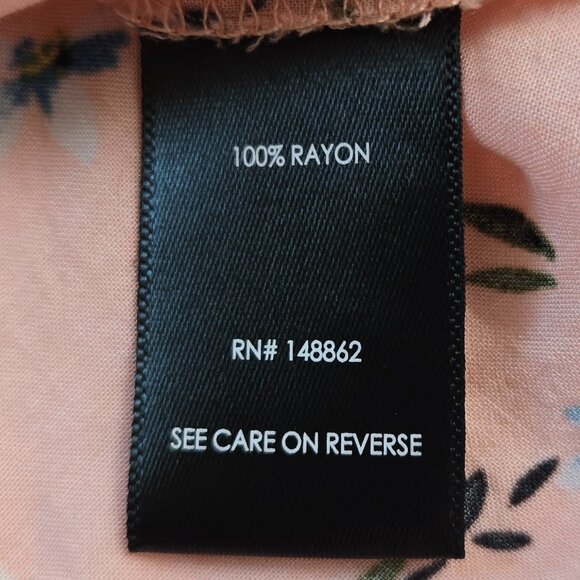 100% RAYON
RN# 148862
SEE CARE ON REVERSE